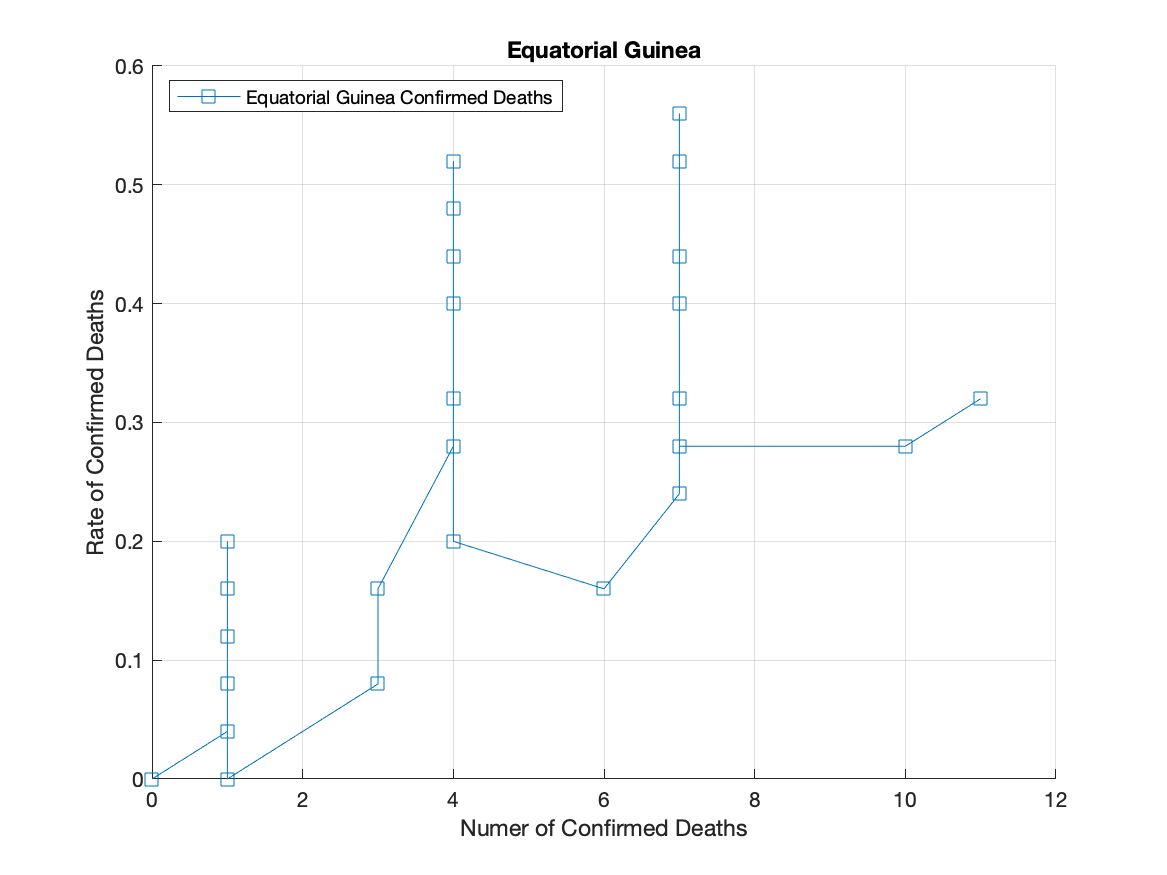 Equatorial Guinea
Equatorial Guinea Confirmed Deaths
0.6
0.5
0.4
0.3
0.2
0.1
0
Rate of Confirmed Deaths
0 2 4 6 8 10 12
Numer of Confirmed Deaths